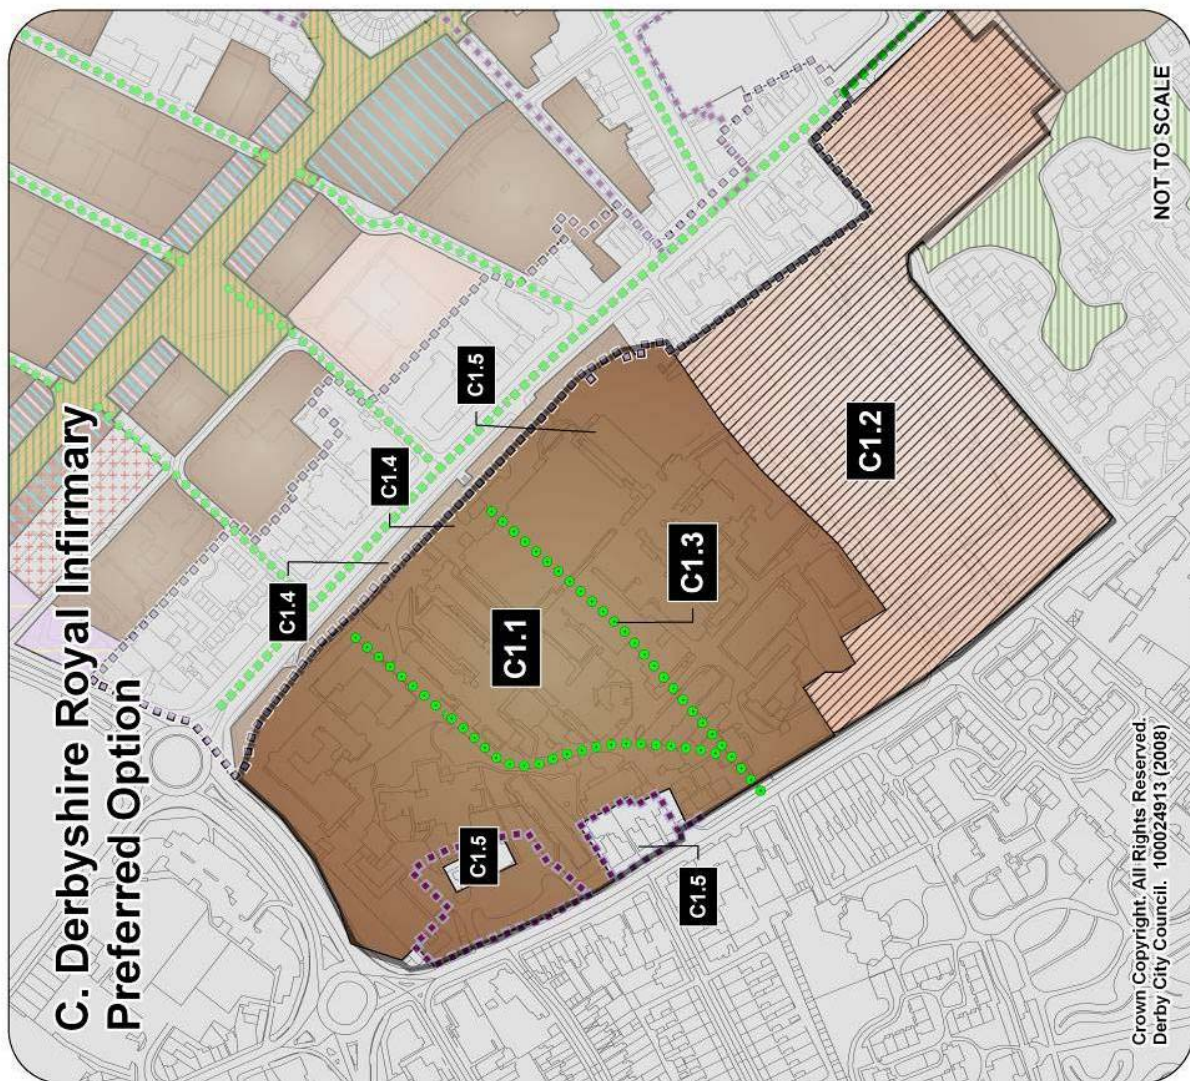 C. Derbyshire Royal Infirmary
Preferred Option
C1.4
C1.4
C1.5
C1.1
C1.3
C1.2
C1.5
C1.5
Crown Copyright. All Rights Reserved.
Derby City Council. 100024913 (2008)
NOT TO SCALE